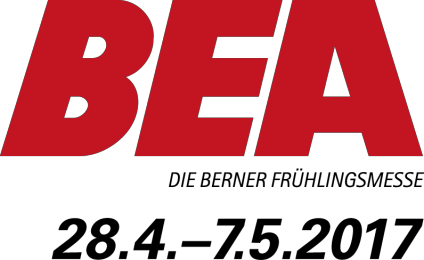 BEA
DIE BERNER FRÜHLINGSMESSE
28.4.–7.5.2017